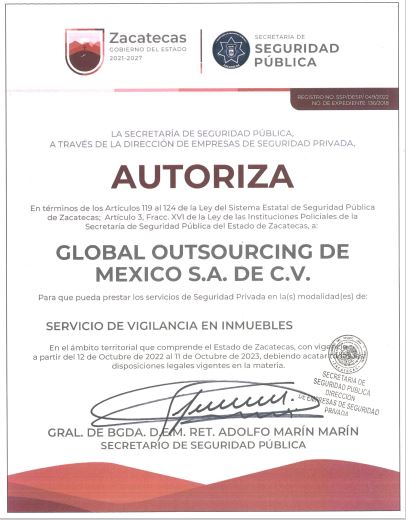 Zacatecas
GOBIERNO DEL ESTADO
2021-2027
SECRETARÍA DE
SEGURIDAD
PÚBLICA
REGISTRO NO. SSP/DESP/ 049/2022
NO. DE EXPEDIENTE: 136/2018
LA SECRETARÍA DE SEGURIDAD PÚBLICA,
A TRAVÉS DE LA DIRECCIÓN DE EMPRESAS DE SEGURIDAD PRIVADA,
AUTORIZA
En términos de los Artículos 119 al 124 de la Ley del Sistema Estatal de Seguridad Pública
de Zacatecas; Artículo 3, Fracc. XVI de la Ley de las Instituciones Policiales de la
Secretaría de Seguridad Pública del Estado de Zacatecas, a:
GLOBAL OUTSOURCING DE
MEXICO S.A. DE C.V.
Para que pueda prestar los servicios de Seguridad Privada en la(s) modalidad(es) de:
SERVICIO DE VIGILANCIA EN INMUEBLES
En el ámbito territorial que comprende el Estado de Zacatecas, con vigencia
a partir del 12 de Octubre de 2022 al 11 de Octubre de 2023, debiendo acatar
disposiciones legales vigentes en la materia.
SECRETARÍA DE
SEGURIDAD PÚBLICA
DIRECCIÓN
DE EMPRESAS DE SEGURIDAD
PRIVADA
GRAL. DE BGDA. D.E.M. RET. ADOLFO MARÍN MARÍN
SECRETARIO DE SEGURIDAD PÚBLICA